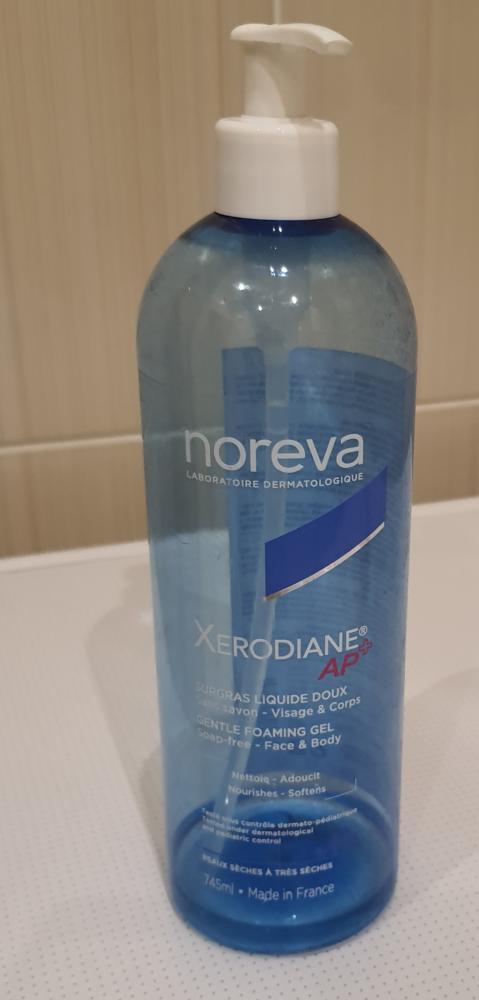 noreva
LABORATOIRE DERMATOLOGIQUE
XERODIANE®
AP+
SURGRAS LIQUIDE DOUX
Sans savon - Visage & Corps
GENTLE FOAMING GEL
Soap-free - Face & Body
Nettoie - Adoucit
Nourishes - Softens
Testé sous contrôle dermato-pédiatrique
Tested under dermatological
and pediatric control
PEAUX SÈCHES À TRÈS SÈCHES
745ml • Made in France